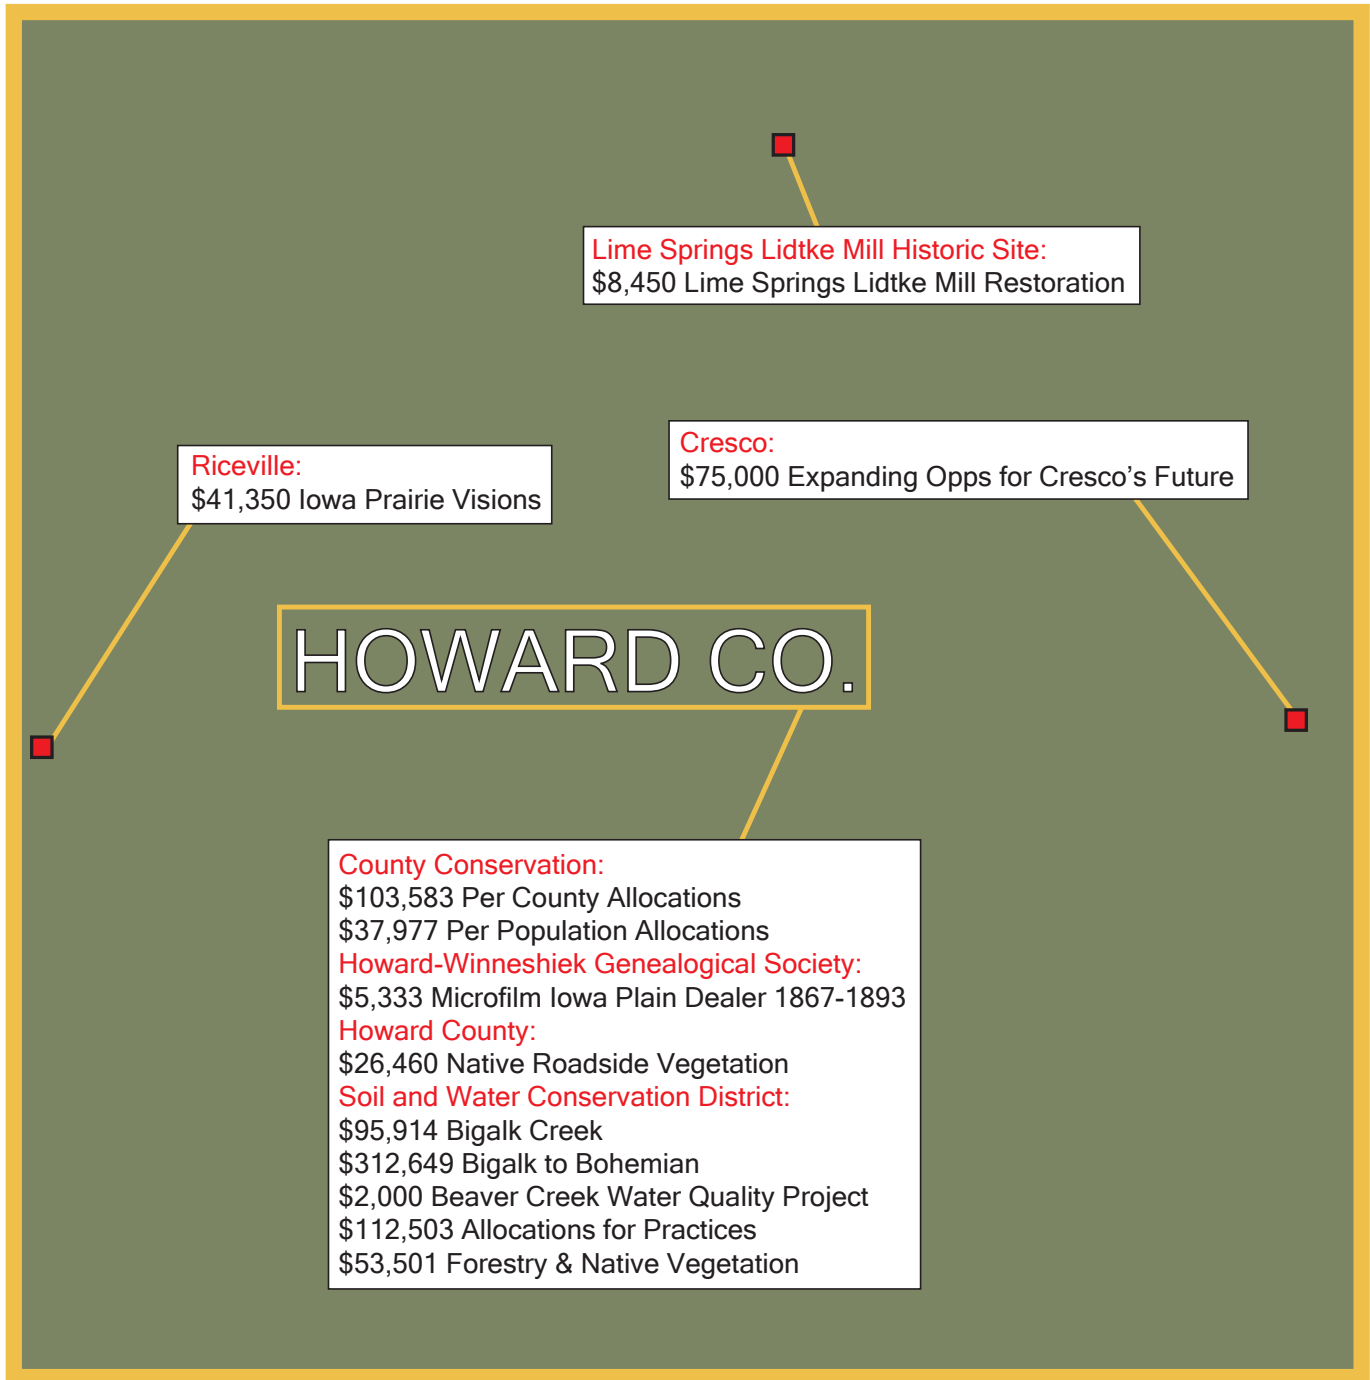 Lime Springs Lidtke Mill Historic Site:
$8,450 Lime Springs Lidtke Mill Restoration
Riceville:
$41,350 Iowa Prairie Visions
Cresco:
$75,000 Expanding Opps for Cresco’s Future
HOWARD CO.
County Conservation:
$103,583 Per County Allocations
$37,977 Per Population Allocations
Howard-Winneshiek Genealogical Society:
$5,333 Microfilm Iowa Plain Dealer 1867-1893
Howard County:
$26,460 Native Roadside Vegetation
Soil and Water Conservation District:
$95,914 Bigalk Creek
$312,649 Bigalk to Bohemian
$2,000 Beaver Creek Water Quality Project
$112,503 Allocations for Practices
$53,501 Forestry & Native Vegetation